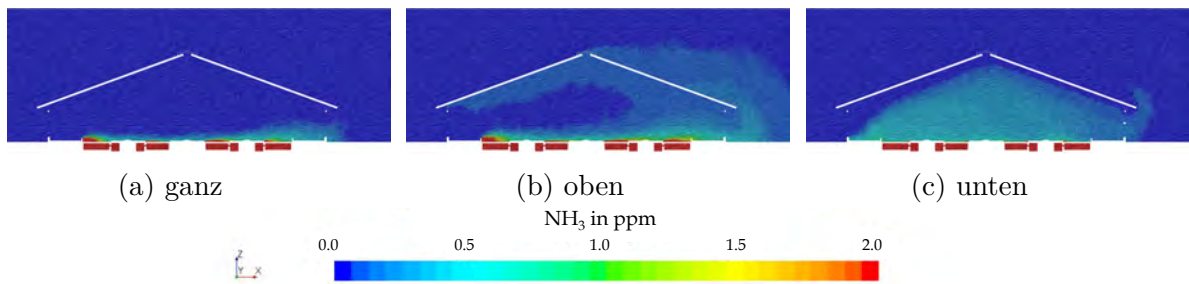 (a) ganz
(b) oben
(c) unten
NH₃ in ppm
0.0 0.5 1.0 1.5 2.0
Z
Y X